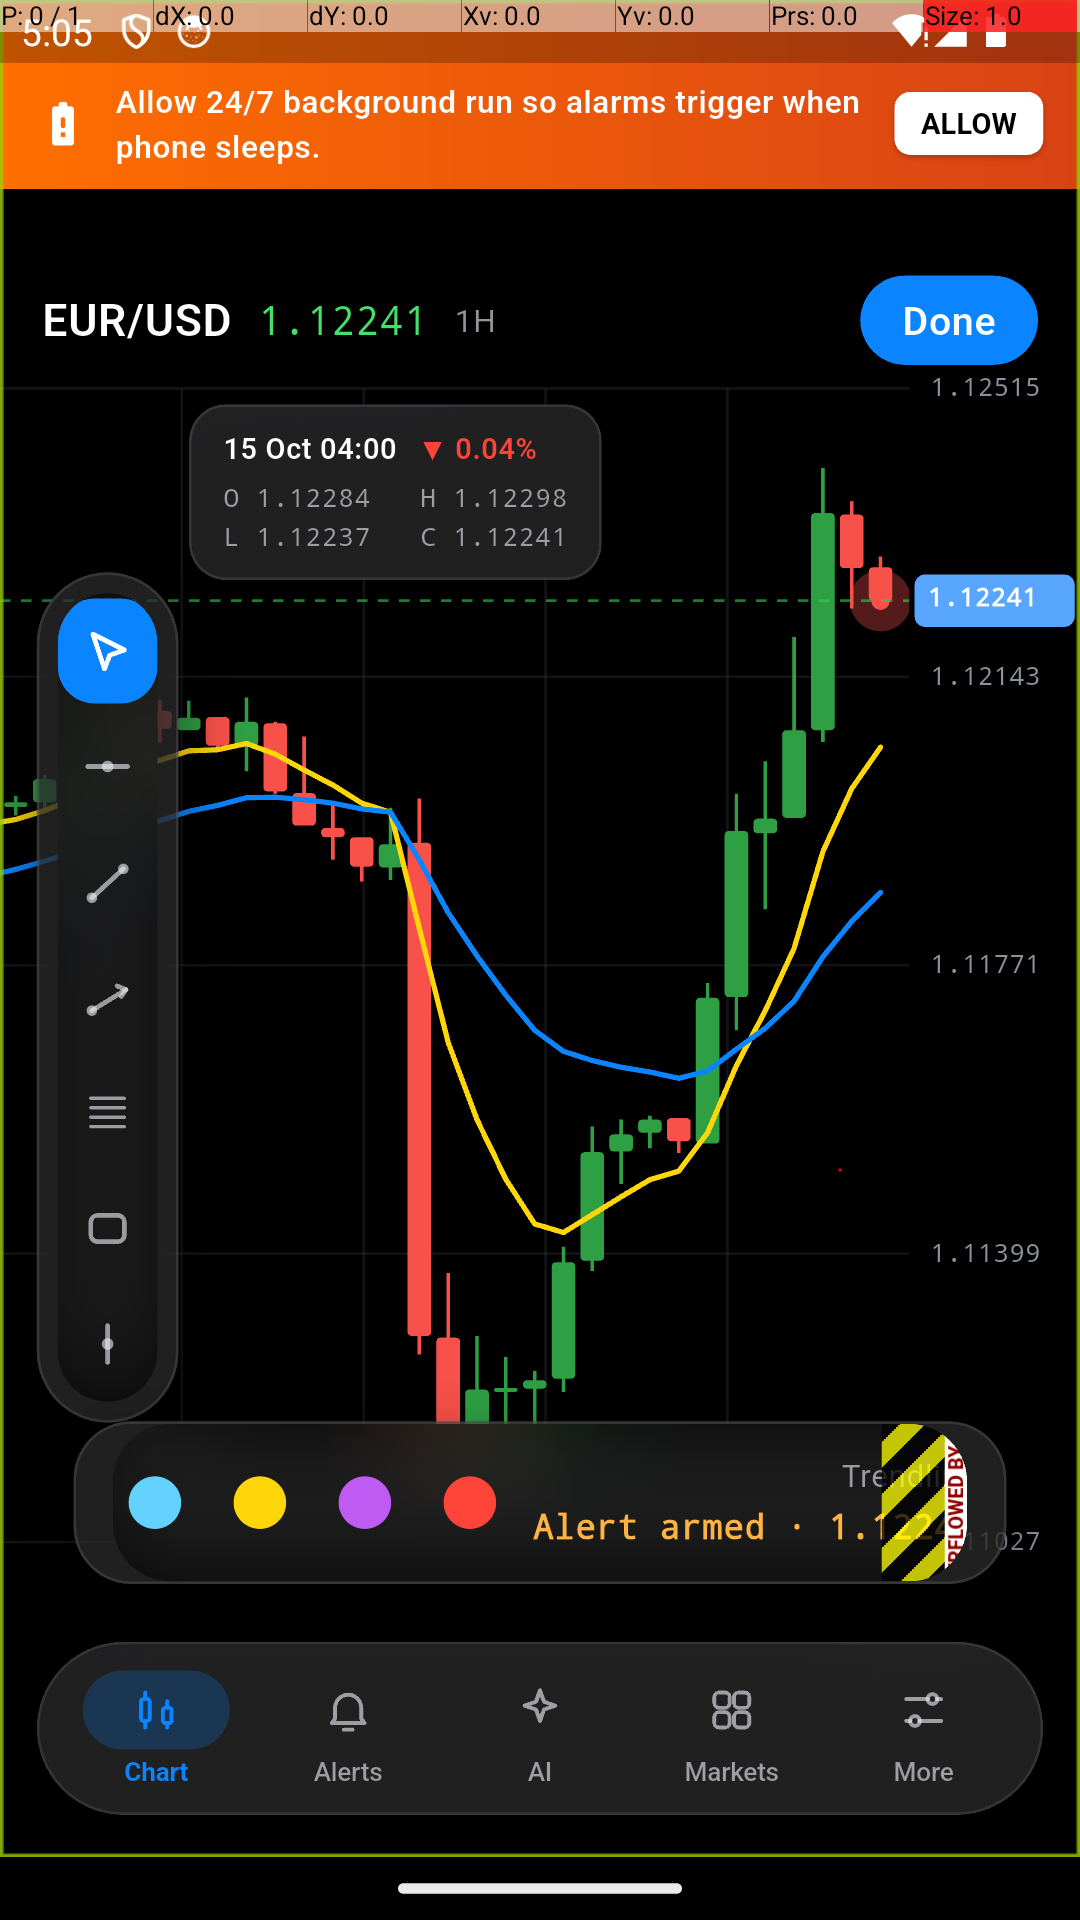 P: 0 / 1 dX: 0.0 dY: 0.0 Xv: 0.0 Yv: 0.0 Prs: 0.0 Size: 1.0
5:05
Allow 24/7 background run so alarms trigger when
phone sleeps.
ALLOW
EUR/USD 1.12241 1H
Done
1.12515
15 Oct 04:00 ▼ 0.04%
O 1.12284 H 1.12298
L 1.12237 C 1.12241
1.12241
1.12143
1.11771
1.11399
Alert armed · 1.1224
11027
Chart
Alerts
AI
Markets
More